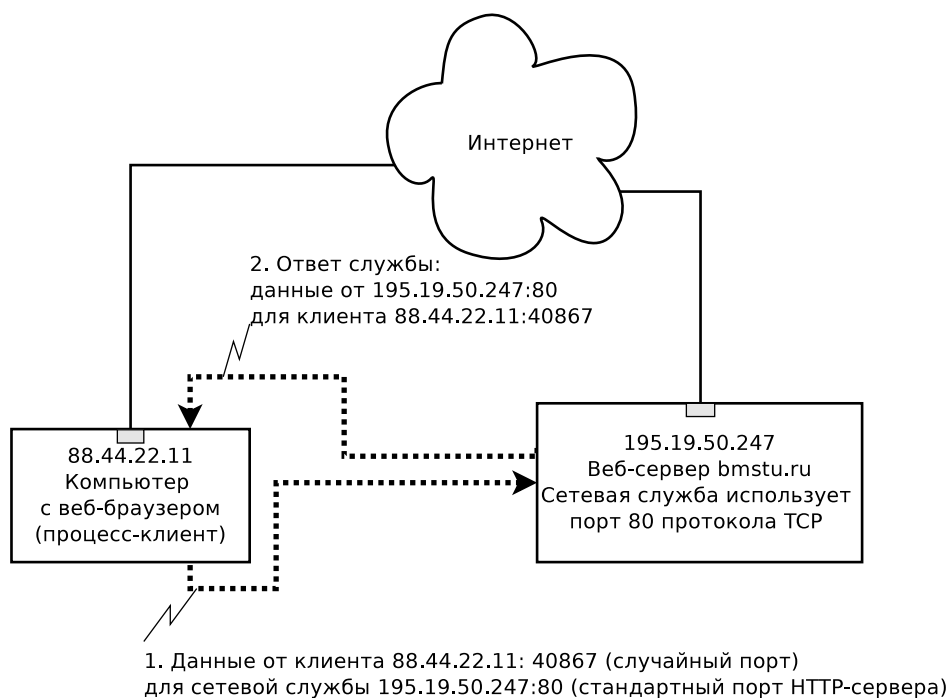 Интернет
2. Ответ службы:
данные от 195.19.50.247:80
для клиента 88.44.22.11:40867
88.44.22.11
Компьютер
с веб-браузером
(процесс-клиент)
195.19.50.247
Веб-сервер bmstu.ru
Сетевая служба использует
порт 80 протокола TCP
1. Данные от клиента 88.44.22.11: 40867 (случайный порт)
для сетевой службы 195.19.50.247:80 (стандартный порт HTTP-сервера)